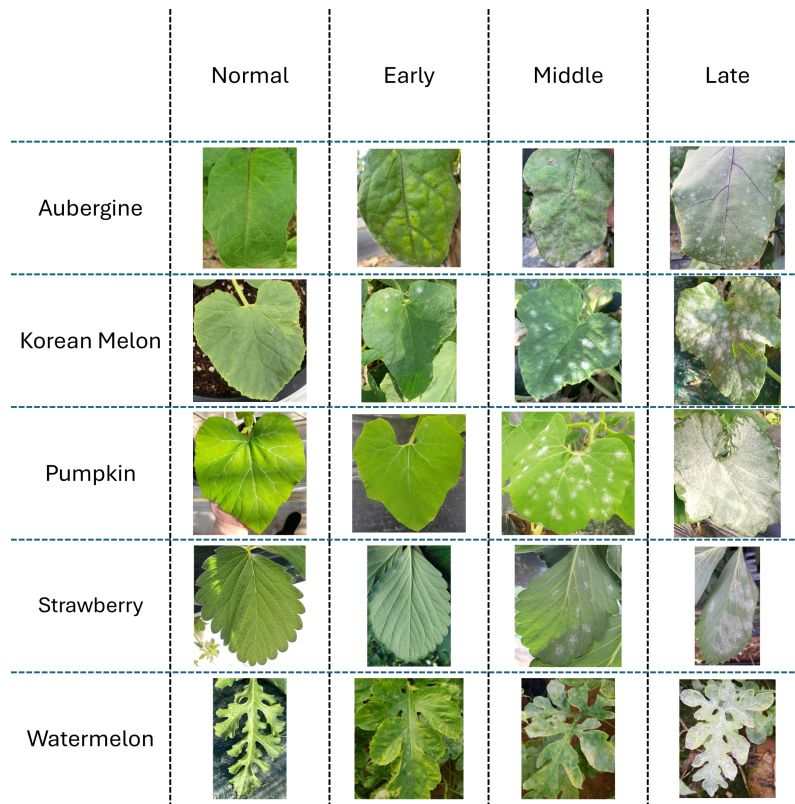 Normal Early Middle Late
Aubergine
Korean Melon
Pumpkin
Strawberry
Watermelon